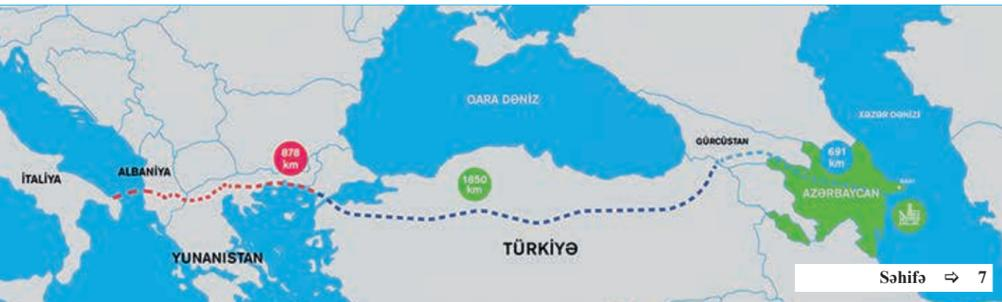 QARA DƏNİZ
XƏZƏR DƏNİZİ
GÜRCÜSTAN
878
km
691
km
İTALİYA
ALBANİYA
1850
km
AZƏRBAYCAN
BAKI
YUNANISTAN
TÜRKİYƏ
Səhifə ⇨ 7